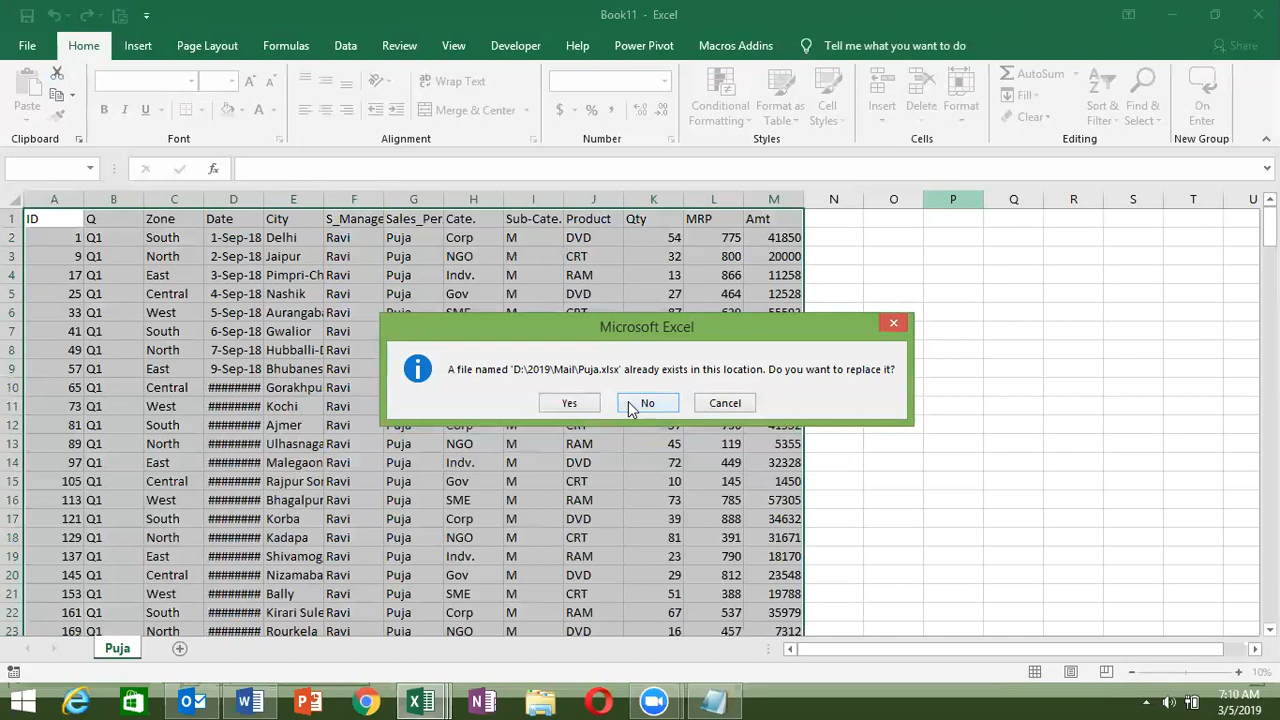 Book11 - Excel
File Home Insert Page Layout Formulas Data Review View Developer Help Power Pivot Macros Addins Tell me what you want to do Share
Paste Wrap Text Merge & Center Conditional Formatting Format as Table Cell Styles Insert Delete Format AutoSum Fill Clear Sort & Filter Find & Select On Enter
Clipboard Font Alignment Number Styles Cells Editing New Group
A B C D E F G H I J K L M N O P Q R S T U
1 ID Q Zone Date City S_Manage Sales_Per Cate. Sub-Cate. Product Qty MRP Amt
2 1 Q1 South 1-Sep-18 Delhi Ravi Puja Corp M DVD 54 775 41850
3 9 Q1 North 2-Sep-18 Jaipur Ravi Puja NGO M CRT 32 800 20000
4 17 Q1 East 3-Sep-18 Pimpri-Ch Ravi Puja Indv. M RAM 13 866 11258
5 25 Q1 Central 4-Sep-18 Nashik Ravi Puja Gov M DVD 27 464 12528
6 33 Q1 West 5-Sep-18 Aurangaba Ravi
7 41 Q1 South 6-Sep-18 Gwalior Ravi
8 49 Q1 North 7-Sep-18 Hubballi-D Ravi
9 57 Q1 East 9-Sep-18 Bhubanes Ravi
10 65 Q1 Central ######## Gorakhpu Ravi
11 73 Q1 West ######## Kochi Ravi
12 81 Q1 South ######## Ajmer Ravi
Microsoft Excel
A file named 'D:\2019\Mail\Puja.xlsx' already exists in this location. Do you want to replace it?
Yes No Cancel
13 89 Q1 North ######## Ulhasnaga Ravi Puja NGO M RAM 45 119 5355
14 97 Q1 East ######## Malegaon Ravi Puja Indv. M DVD 72 449 32328
15 105 Q1 Central ######## Rajpur Son Ravi Puja Gov M CRT 10 145 1450
16 113 Q1 West ######## Bhagalpur Ravi Puja SME M RAM 73 785 57305
17 121 Q1 South ######## Korba Ravi Puja Corp M DVD 39 888 34632
18 129 Q1 North ######## Kadapa Ravi Puja NGO M CRT 81 391 31671
19 137 Q1 East ######## Shivamog Ravi Puja Indv. M RAM 23 790 18170
20 145 Q1 Central ######## Nizamaba Ravi Puja Gov M DVD 29 812 23548
21 153 Q1 West ######## Bally Ravi Puja SME M CRT 51 388 19788
22 161 Q1 South ######## Kirari Sule Ravi Puja Corp M RAM 67 537 35979
23 169 Q1 North ######## Rourkela Ravi Puja NGO M DVD 16 457 7312
Puja
10%
7:10 AM
3/5/2019